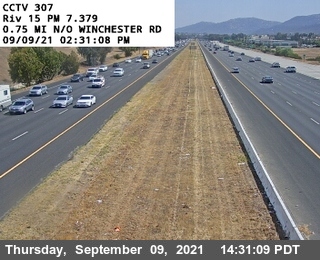 CCTV 307
Riv 15 PM 7.379
0.75 MI N/O WINCHESTER RD
09/09/21 02:31:08 PM
Thursday, September 09, 2021 14:31:09 PDT